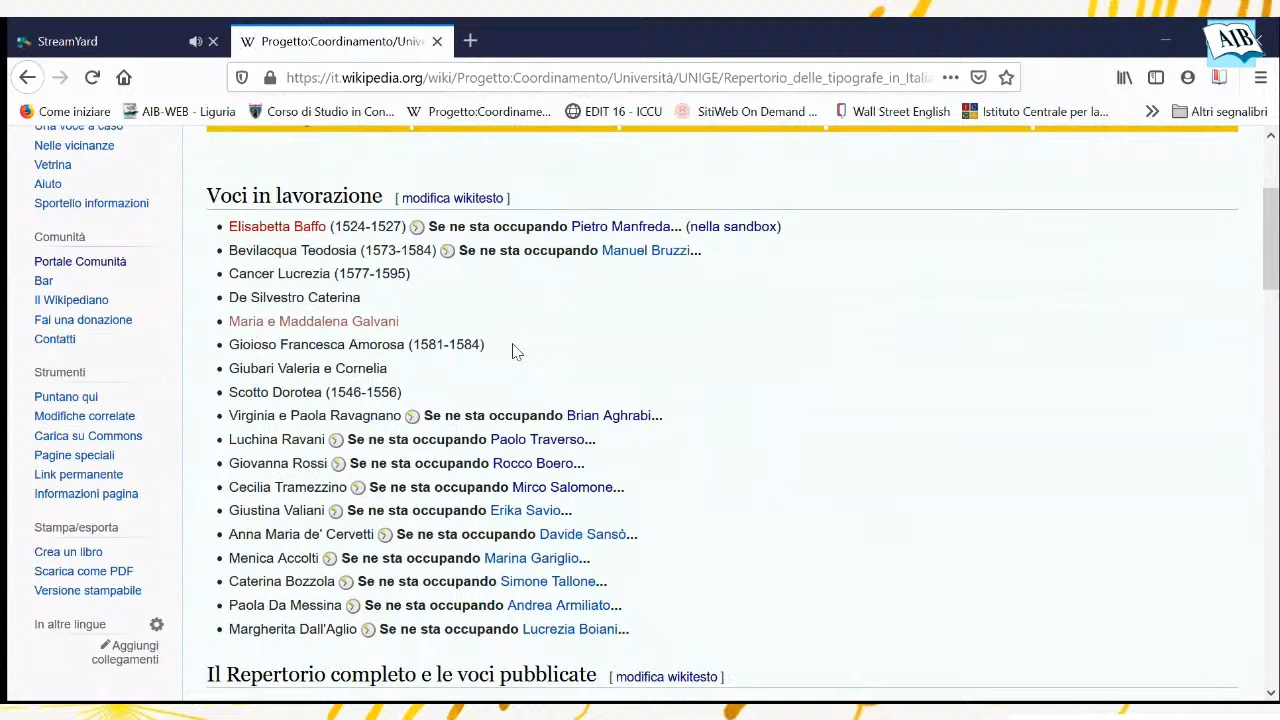 StreamYard
W Progetto:Coordinamento/Unive
AIB
https://it.wikipedia.org/wiki/Progetto:Coordinamento/Università/UNIGE/Repertorio_delle_tipografe_in_Italia
Come iniziare
AIB-WEB - Liguria
Corso di Studio in Con...
W Progetto:Coordiname...
EDIT 16 - ICCU
SitiWeb On Demand ...
Wall Street English
Istituto Centrale per la...
Altri segnalibri
Una voce a caso
Nelle vicinanze
Vetrina
Aiuto
Sportello informazioni
Comunità
Portale Comunità
Bar
Il Wikipediano
Fai una donazione
Contatti
Strumenti
Puntano qui
Modifiche correlate
Carica su Commons
Pagine speciali
Link permanente
Informazioni pagina
Stampa/esporta
Crea un libro
Scarica come PDF
Versione stampabile
In altre lingue
Aggiungi
collegamenti
Voci in lavorazione [ modifica wikitesto ]
Elisabetta Baffo (1524-1527) Se ne sta occupando Pietro Manfreda... (nella sandbox)
Bevilacqua Teodosia (1573-1584) Se ne sta occupando Manuel Bruzzi...
Cancer Lucrezia (1577-1595)
De Silvestro Caterina
Maria e Maddalena Galvani
Gioioso Francesca Amorosa (1581-1584)
Giubari Valeria e Cornelia
Scotto Dorotea (1546-1556)
Virginia e Paola Ravagnano Se ne sta occupando Brian Aghrabi...
Luchina Ravani Se ne sta occupando Paolo Traverso...
Giovanna Rossi Se ne sta occupando Rocco Boero...
Cecilia Tramezzino Se ne sta occupando Mirco Salomone...
Giustina Valiani Se ne sta occupando Erika Savio...
Anna Maria de' Cervetti Se ne sta occupando Davide Sansò...
Menica Accolti Se ne sta occupando Marina Gariglio...
Caterina Bozzola Se ne sta occupando Simone Tallone...
Paola Da Messina Se ne sta occupando Andrea Armiliato...
Margherita Dall'Aglio Se ne sta occupando Lucrezia Boiani...
Il Repertorio completo e le voci pubblicate [ modifica wikitesto ]